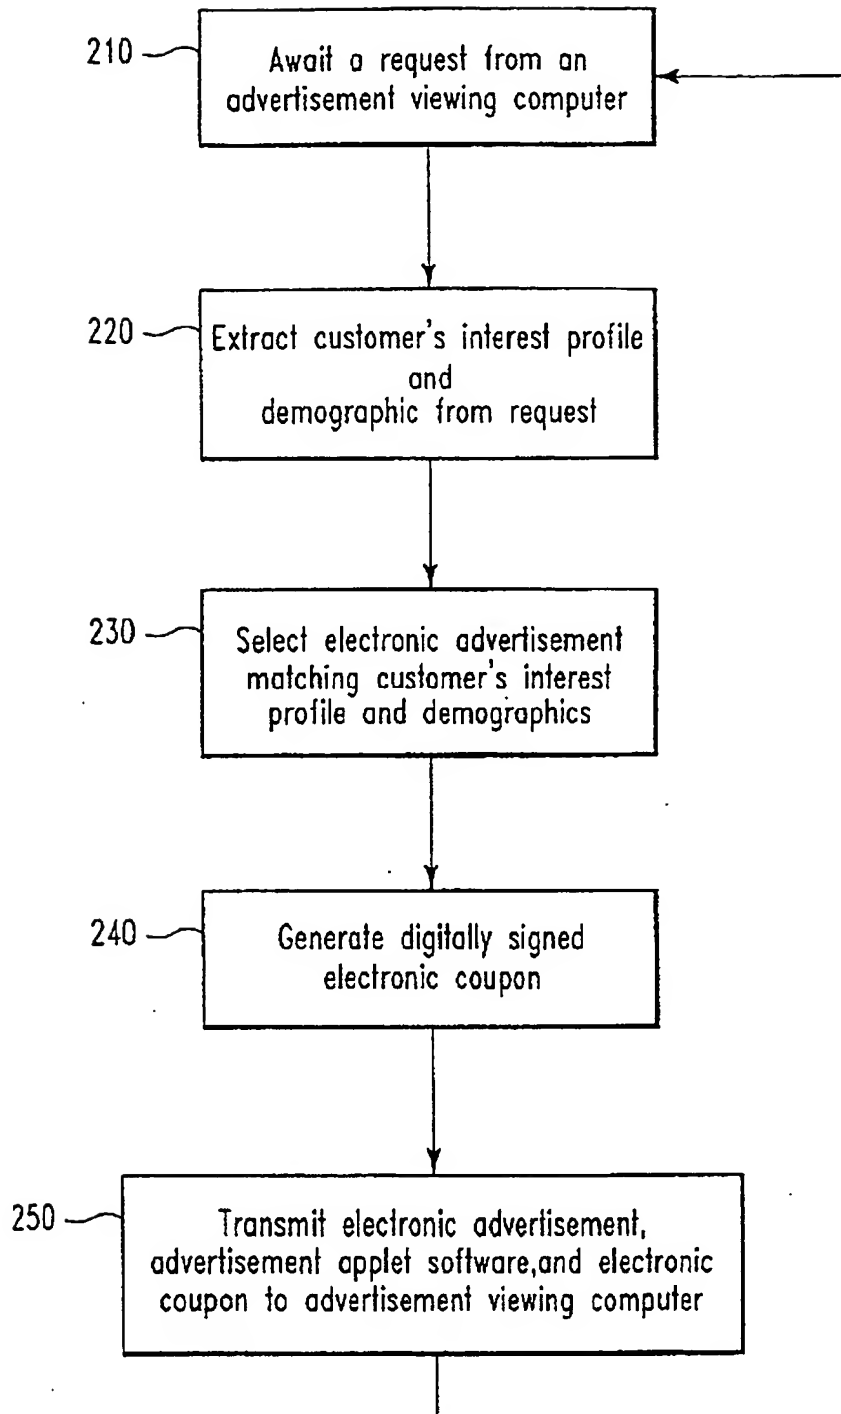 210
Await a request from an
advertisement viewing computer
220
Extract customer's interest profile
and
demographic from request
230
Select electronic advertisement
matching customer's interest
profile and demographics
240
Generate digitally signed
electronic coupon
250
Transmit electronic advertisement,
advertisement applet software,and electronic
coupon to advertisement viewing computer